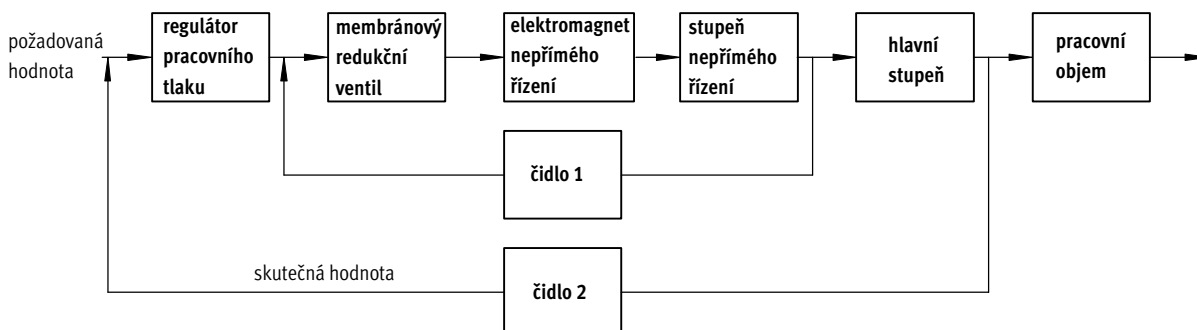 požadovaná
hodnota
regulátor
pracovního
tlaku
membránový
redukční
ventil
elektromagnet
nepřímého
řízení
stupeň
nepřímého
řízení
hlavní
stupeň
pracovní
objem
čidlo 1
skutečná hodnota
čidlo 2